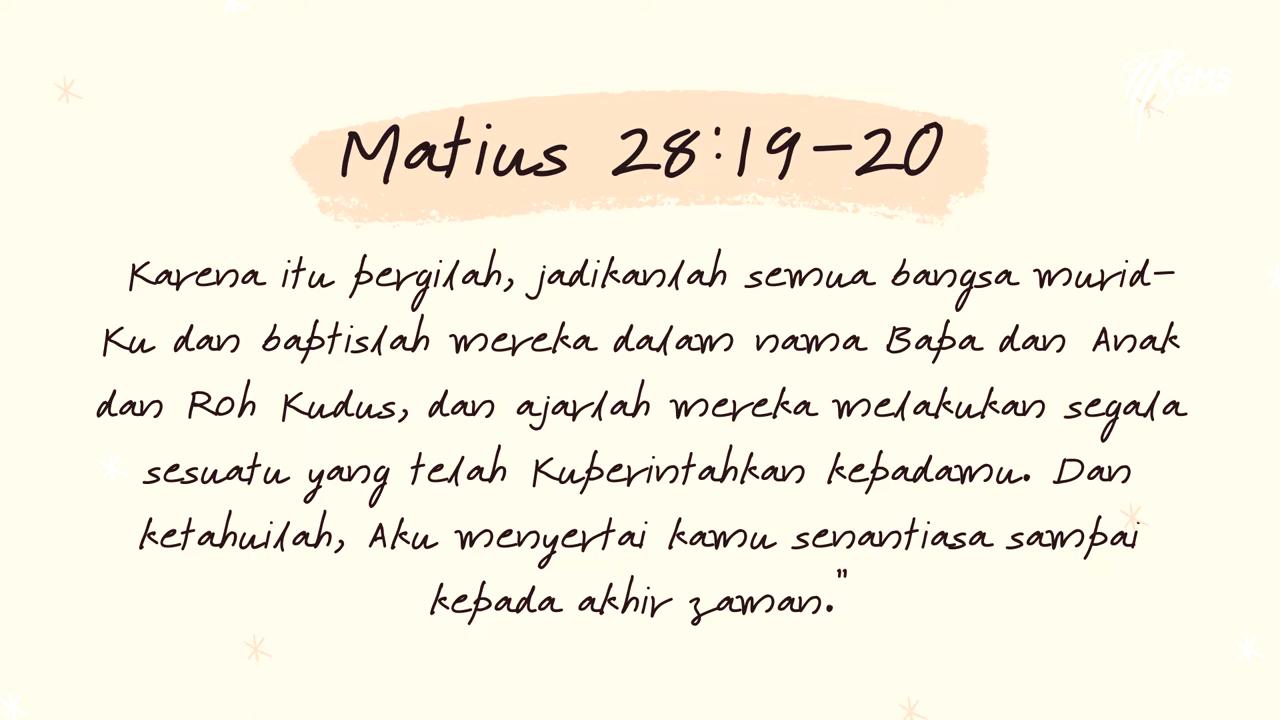 GMS
Matius 28:19-20
Karena itu pergilah, jadikanlah semua bangsa murid-
Ku dan baptislah mereka dalam nama Bapa dan Anak
dan Roh Kudus, dan ajarlah mereka melakukan segala
sesuatu yang telah Kuperintahkan kepadamu. Dan
ketahuilah, Aku menyertai kamu senantiasa sampai
kepada akhir zaman."